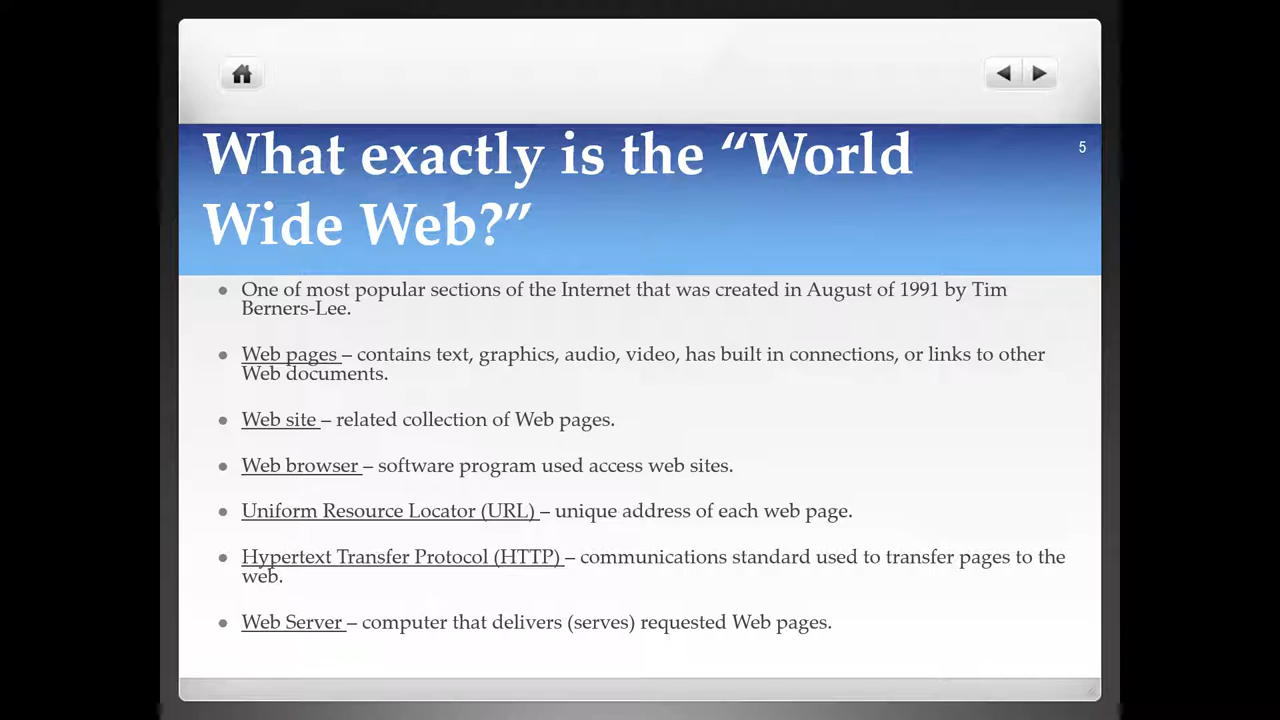 What exactly is the “World
5
Wide Web?”
One of most popular sections of the Internet that was created in August of 1991 by Tim
Berners-Lee.
Web pages – contains text, graphics, audio, video, has built in connections, or links to other
Web documents.
Web site – related collection of Web pages.
Web browser – software program used access web sites.
Uniform Resource Locator (URL) – unique address of each web page.
Hypertext Transfer Protocol (HTTP) – communications standard used to transfer pages to the
web.
Web Server – computer that delivers (serves) requested Web pages.